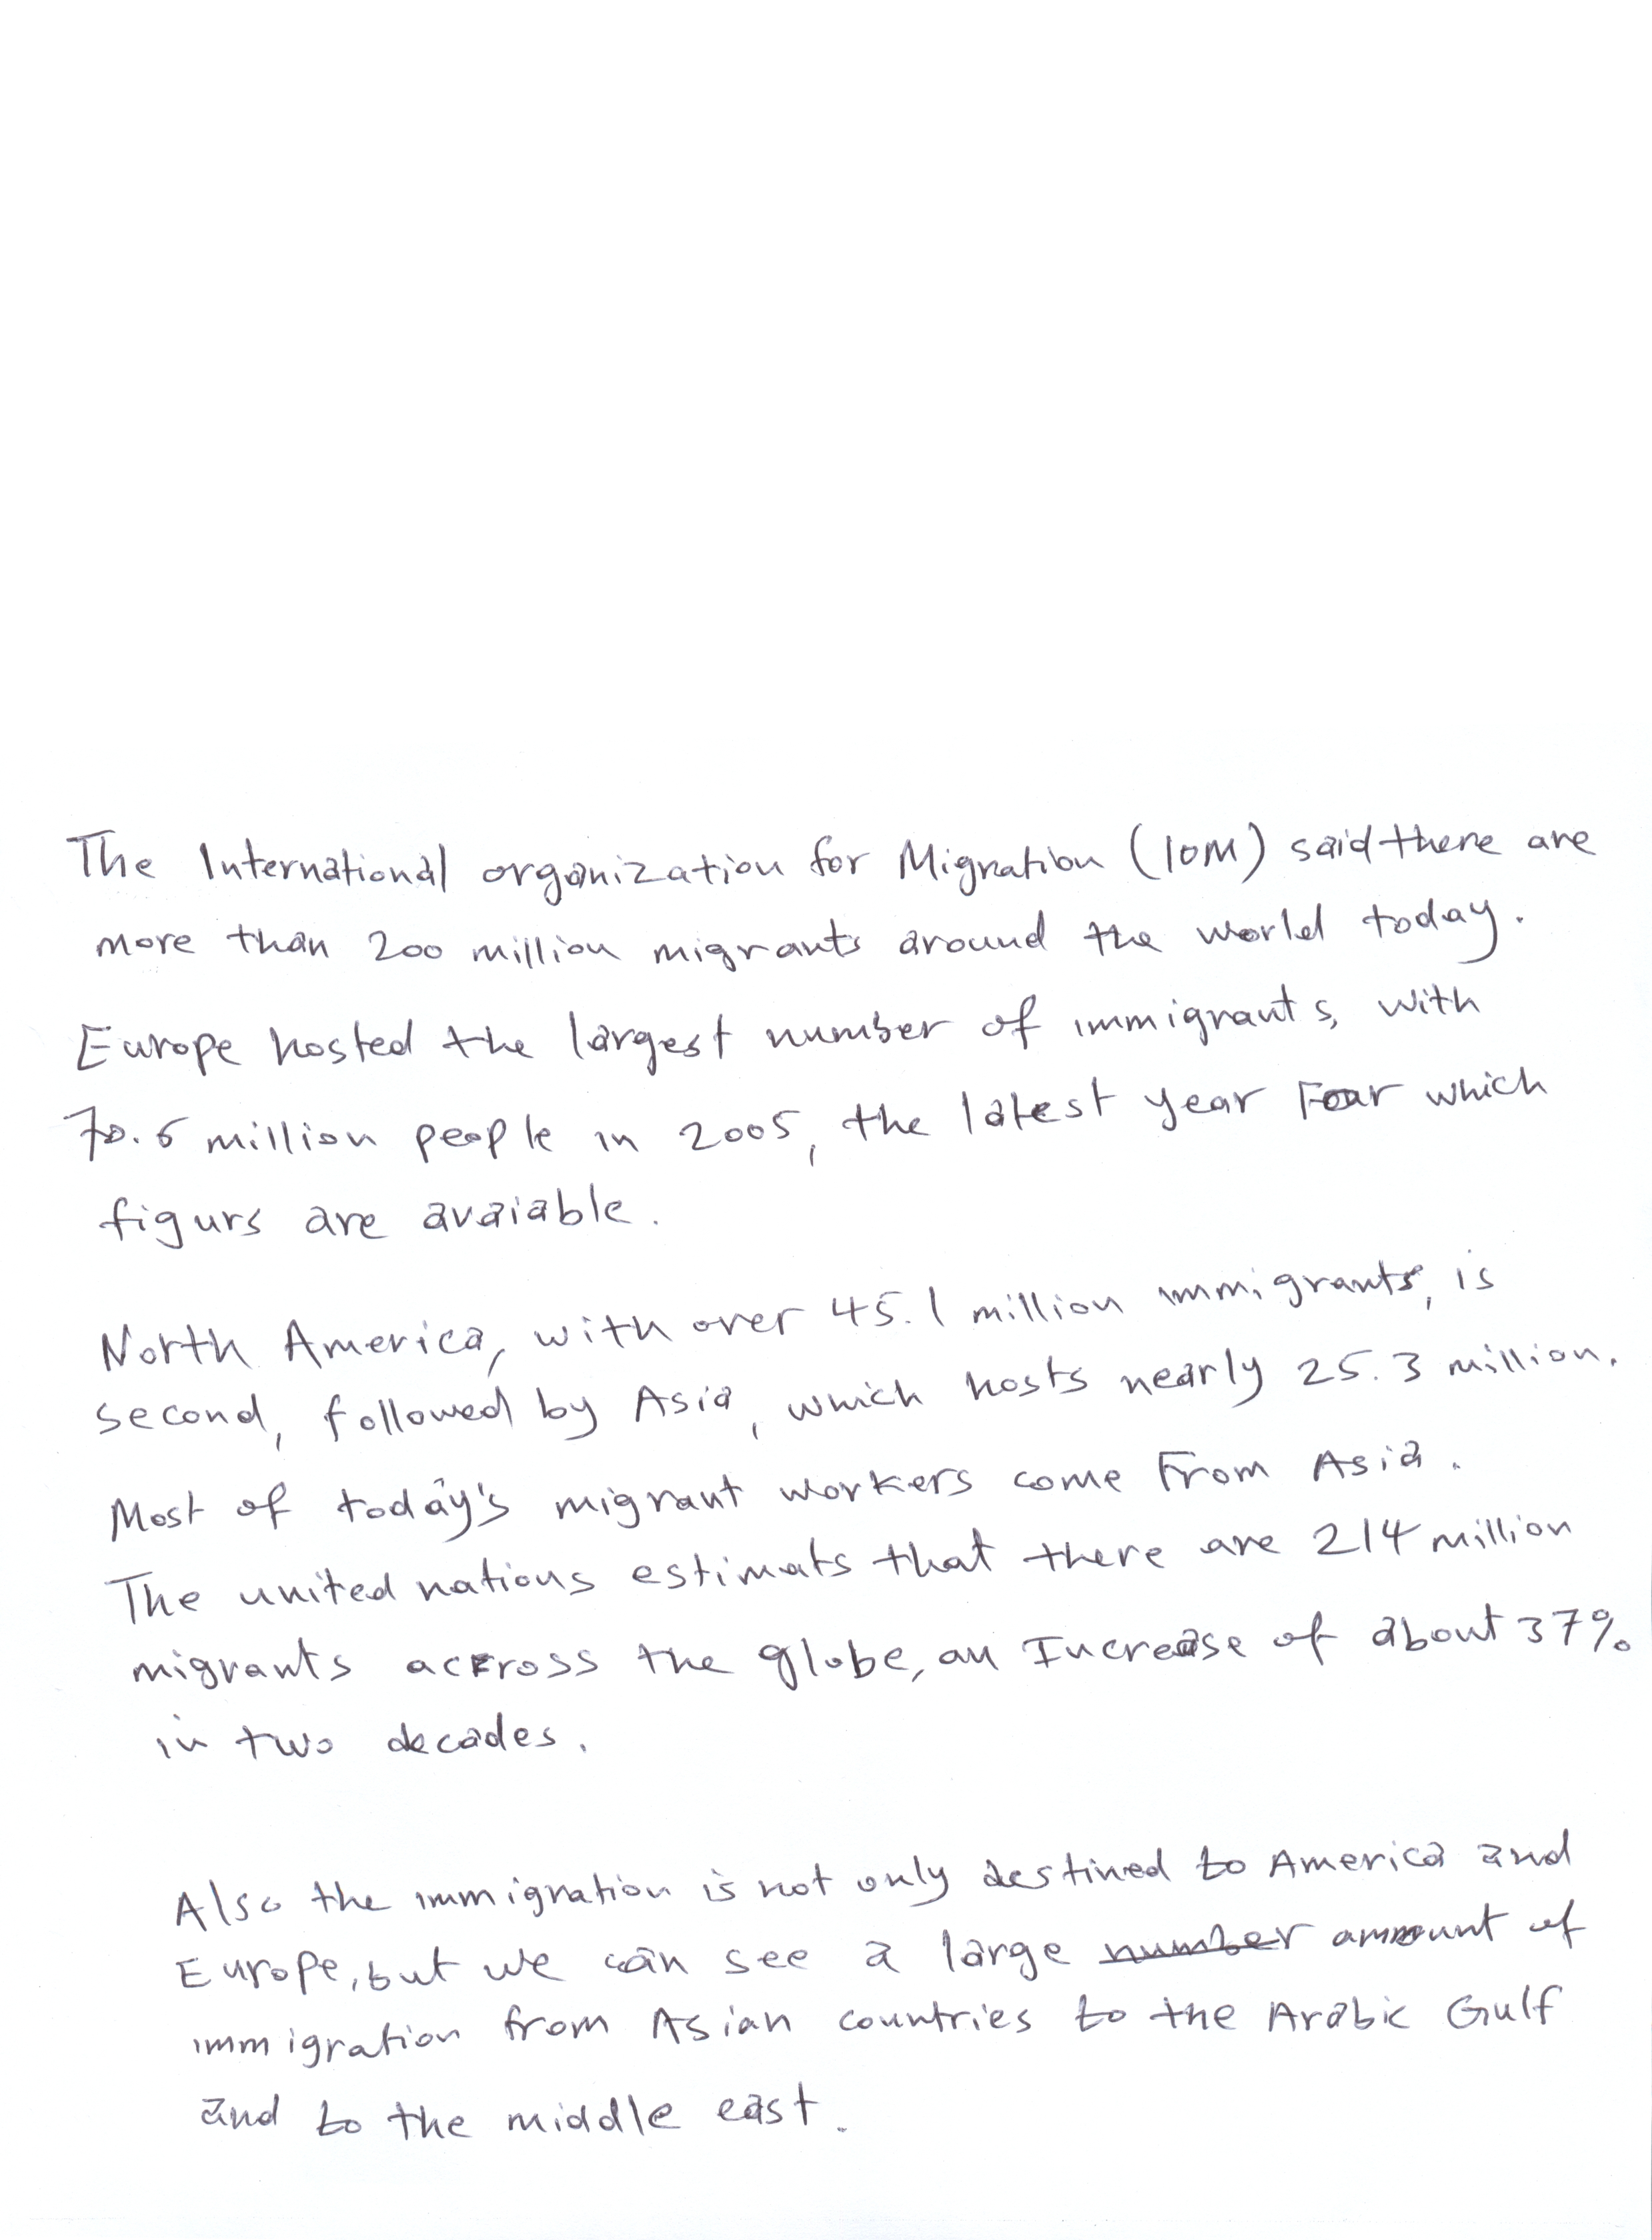 The International organization for Migration (IOM) said there are
more than 200 million migrants around the world today.
Europe hosted the largest number of immigrants, with
70.6 million people in 2005, the latest year For which
figurs are avaiable.
North America, with over 45.1 million immigrants, is
second, followed by Asia, which hosts nearly 25.3 million.
Most of today's migrant workers come From Asia.
The united nations estimats that there are 214 million
migrants accross the globe, an Increase of about 37%
in two decades.
Also the immigration is not only destined to America and
Europe, but we can see a large number amount of
immigration from Asian countries to the Arabic Gulf
and to the middle east.